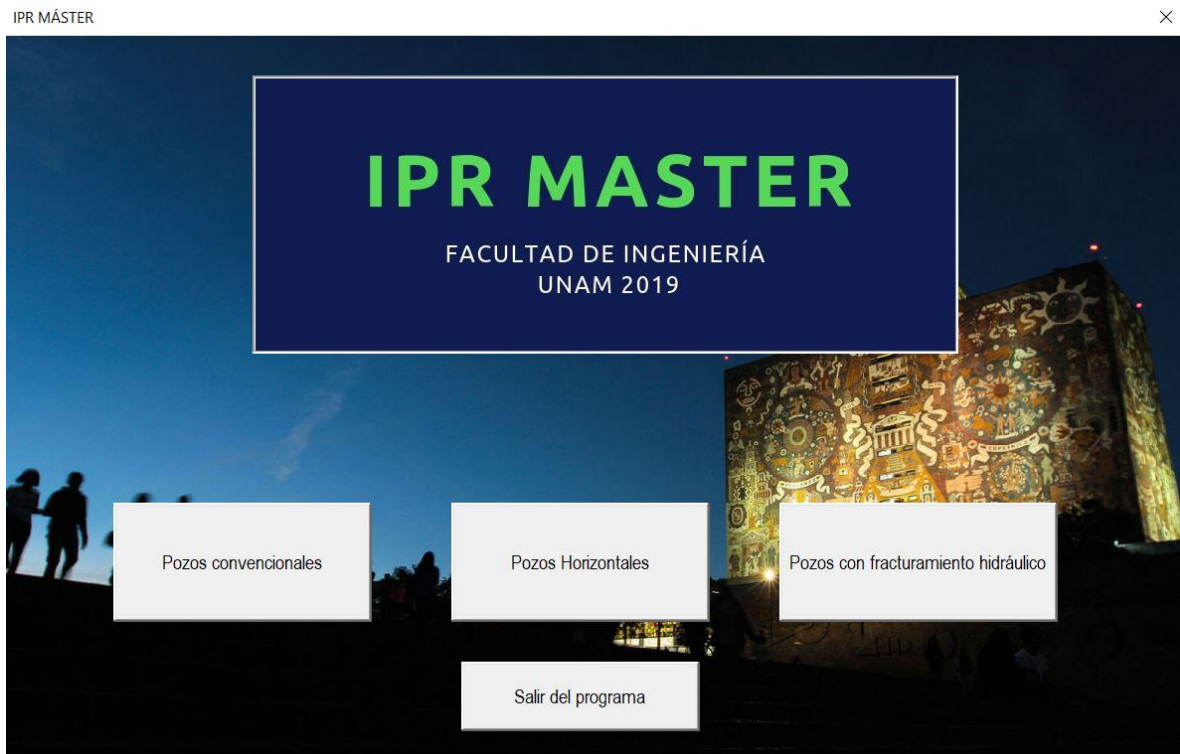 IPR MÁSTER
IPR MASTER
FACULTAD DE INGENIERÍA
UNAM 2019
Pozos convencionales
Pozos Horizontales
Pozos con fracturamiento hidráulico
Salir del programa